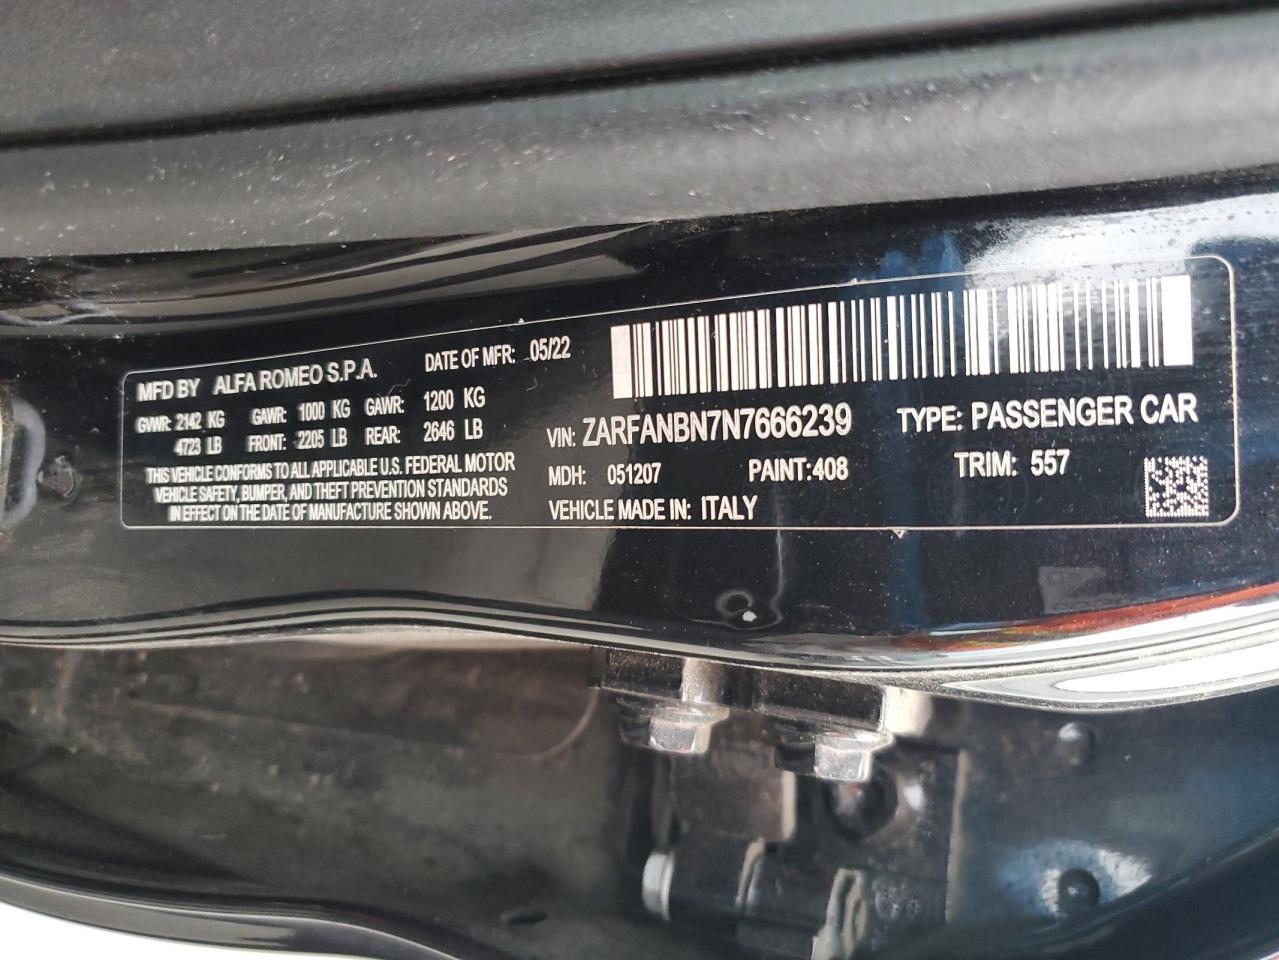 MFD BY ALFA ROMEO S.P.A. DATE OF MFR: 05/22
GVWR: 2142 KG GAWR: 1000 KG GAWR: 1200 KG
4723 LB FRONT: 2205 LB REAR: 2646 LB
THIS VEHICLE CONFORMS TO ALL APPLICABLE U.S. FEDERAL MOTOR
VEHICLE SAFETY, BUMPER, AND THEFT PREVENTION STANDARDS
IN EFFECT ON THE DATE OF MANUFACTURE SHOWN ABOVE.
VIN: ZARFANBN7N7666239 TYPE: PASSENGER CAR
MDH: 051207 PAINT:408 TRIM: 557
VEHICLE MADE IN: ITALY